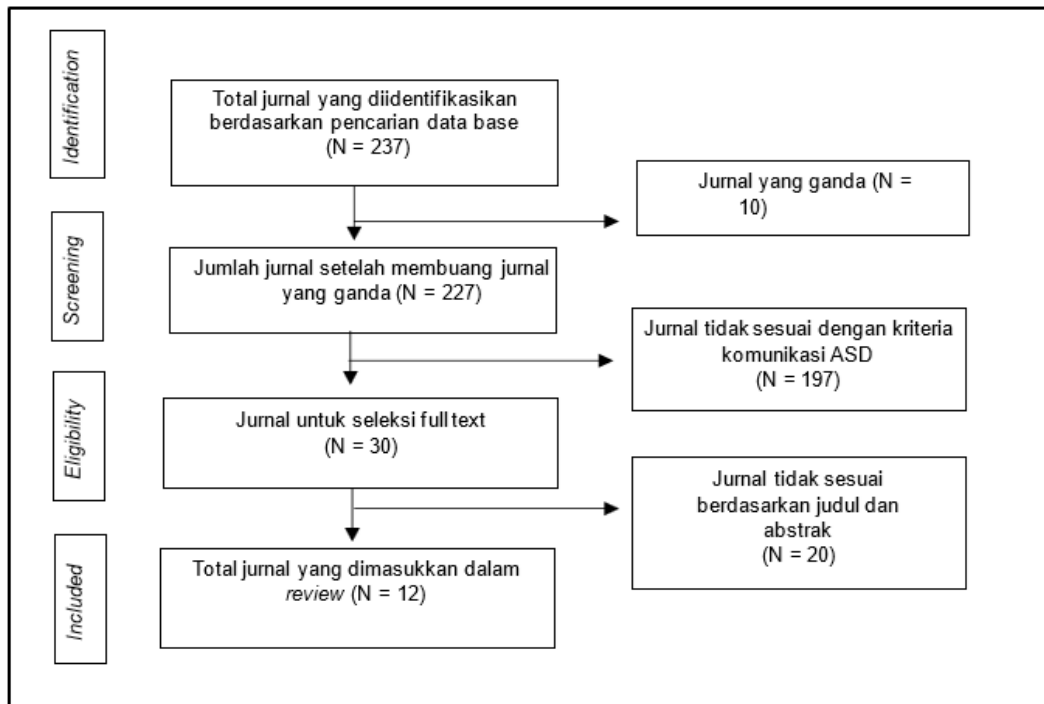 Identification
Total jurnal yang diidentifikasikan
berdasarkan pencarian data base
(N = 237)
Jurnal yang ganda (N =
10)
Screening
Jumlah jurnal setelah membuang jurnal
yang ganda (N = 227)
Jurnal tidak sesuai dengan kriteria
komunikasi ASD
(N = 197)
Eligibility
Jurnal untuk seleksi full text
(N = 30)
Jurnal tidak sesuai
berdasarkan judul dan
abstrak
(N = 20)
Included
Total jurnal yang dimasukkan dalam
review (N = 12)